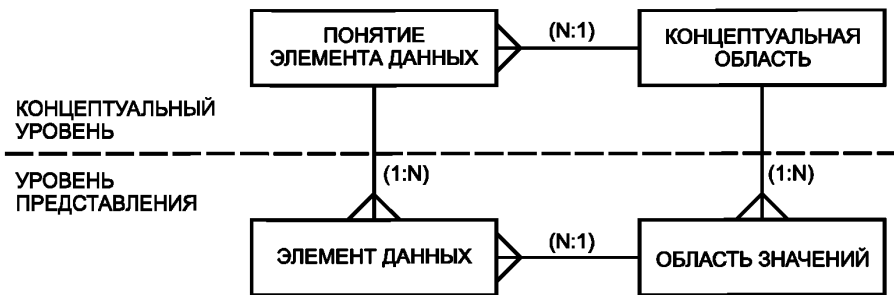 ПОНЯТИЕ
ЭЛЕМЕНТА ДАННЫХ
(N:1)
КОНЦЕПТУАЛЬНАЯ
ОБЛАСТЬ
КОНЦЕПТУАЛЬНЫЙ
УРОВЕНЬ
УРОВЕНЬ
ПРЕДСТАВЛЕНИЯ
(1:N)
(1:N)
ЭЛЕМЕНТ ДАННЫХ
(N:1)
ОБЛАСТЬ ЗНАЧЕНИЙ